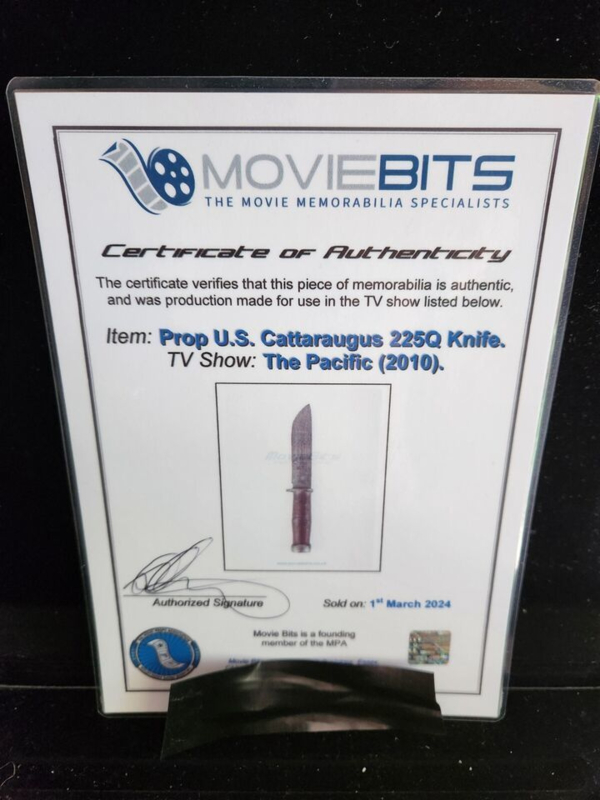 MOVIEBITS
THE MOVIE MEMORABILIA SPECIALISTS
Certificate of Authenticity
The certificate verifies that this piece of memorabilia is authentic,
and was production made for use in the TV show listed below.
Item: Prop U.S. Cattaraugus 225Q Knife.
TV Show: The Pacific (2010).
Authorized Signature
Sold on: 1st March 2024
Movie Bits is a founding
member of the MPA